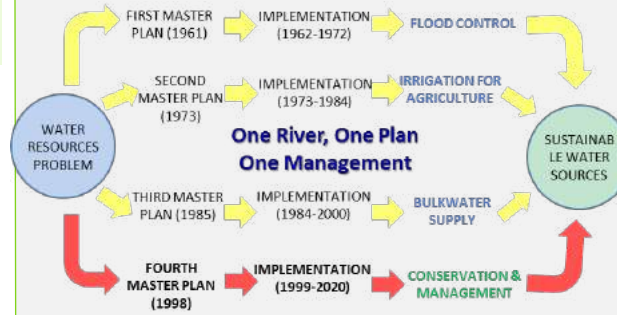 FIRST MASTER
PLAN (1961)
IMPLEMENTATION
(1962-1972)
FLOOD CONTROL
SECOND
MASTER PLAN
(1973)
IMPLEMENTATION
(1973-1984)
IRRIGATION FOR
AGRICULTURE
WATER
RESOURCES
PROBLEM
One River, One Plan
One Management
SUSTAINAB
LE WATER
SOURCES
THIRD MASTER
PLAN (1985)
IMPLEMENTATION
(1984-2000)
BULKWATER
SUPPLY
FOURTH
MASTER PLAN
(1998)
IMPLEMENTATION
(1999-2020)
CONSERVATION &
MANAGEMENT